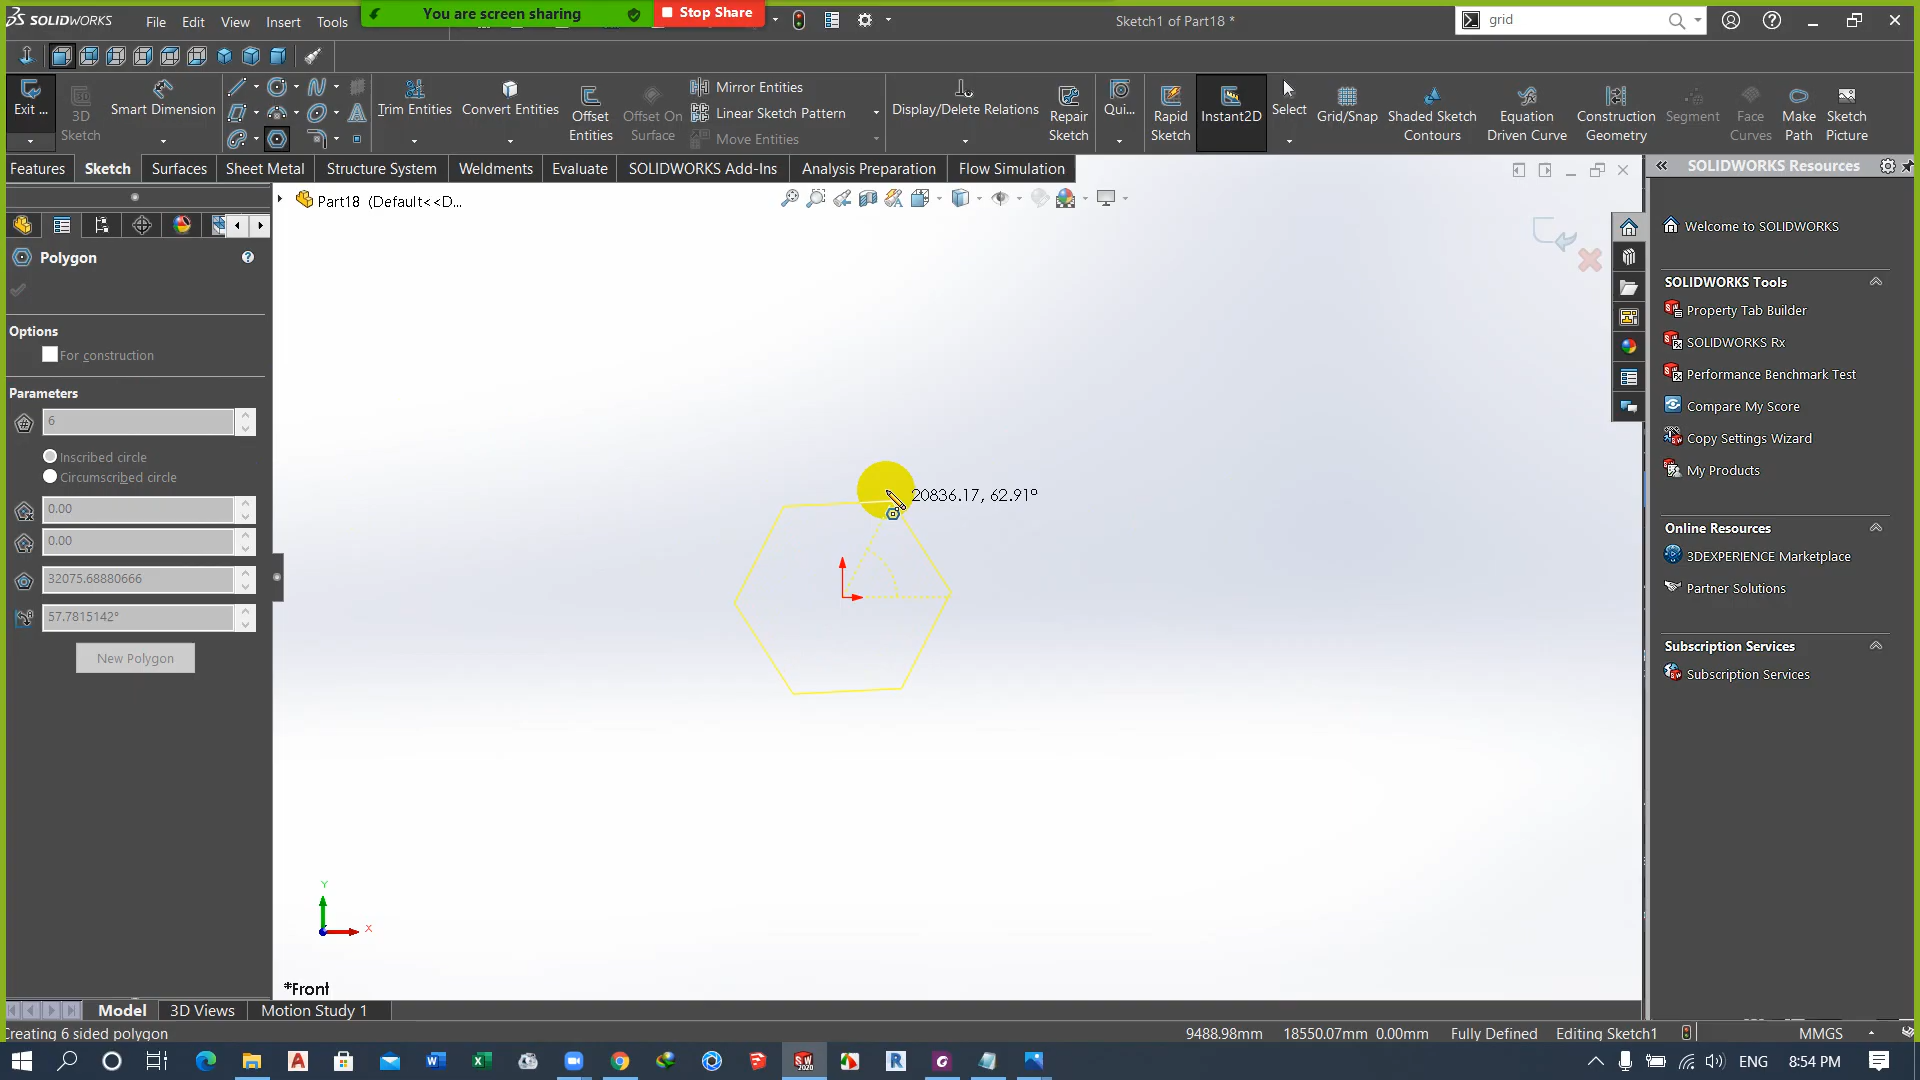 SOLIDWORKS
File Edit View Insert Tools
You are screen sharing
Stop Share
Sketch1 of Part18 *
grid
Exit ...
3D Sketch
Smart Dimension
Trim Entities
Convert Entities
Offset Entities
Offset On Surface
Mirror Entities
Linear Sketch Pattern
Move Entities
Display/Delete Relations
Repair Sketch
Qui...
Rapid Sketch
Instant2D
Select
Grid/Snap
Shaded Sketch Contours
Equation Driven Curve
Construction Geometry
Segment
Face Curves
Make Path
Sketch Picture
Features Sketch Surfaces Sheet Metal Structure System Weldments Evaluate SOLIDWORKS Add-Ins Analysis Preparation Flow Simulation
Part18 (Default<<D...
Polygon
Options
For construction
Parameters
6
Inscribed circle
Circumscribed circle
0.00
0.00
32075.68880666
57.7815142°
New Polygon
20836.17, 62.91°
Y
X
*Front
SOLIDWORKS Resources
Welcome to SOLIDWORKS
SOLIDWORKS Tools
Property Tab Builder
SOLIDWORKS Rx
Performance Benchmark Test
Compare My Score
Copy Settings Wizard
My Products
Online Resources
3DEXPERIENCE Marketplace
Partner Solutions
Subscription Services
Subscription Services
Model 3D Views Motion Study 1
Creating 6 sided polygon
9488.98mm 18550.07mm 0.00mm Fully Defined Editing Sketch1 MMGS
ENG 8:54 PM